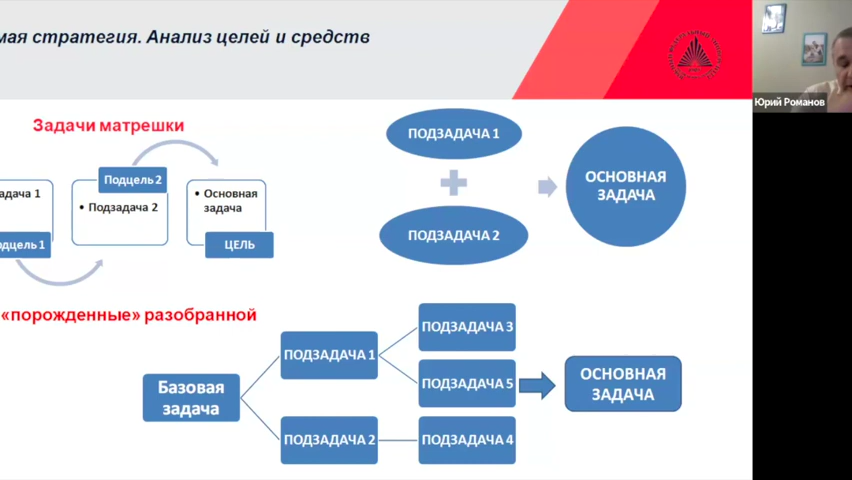 мая стратегия. Анализ целей и средств
Юрий Романов
Задачи матрешки
ПОДЗАДАЧА 1
Подцель 2
ОСНОВНАЯ
ЗАДАЧА
адача 1
• Подзадача 2
• Основная
задача
одцель 1
ЦЕЛЬ
ПОДЗАДАЧА 2
«порожденные» разобранной
ПОДЗАДАЧА 3
ПОДЗАДАЧА 1
Базовая
задача
ПОДЗАДАЧА 5
ОСНОВНАЯ
ЗАДАЧА
ПОДЗАДАЧА 2
ПОДЗАДАЧА 4